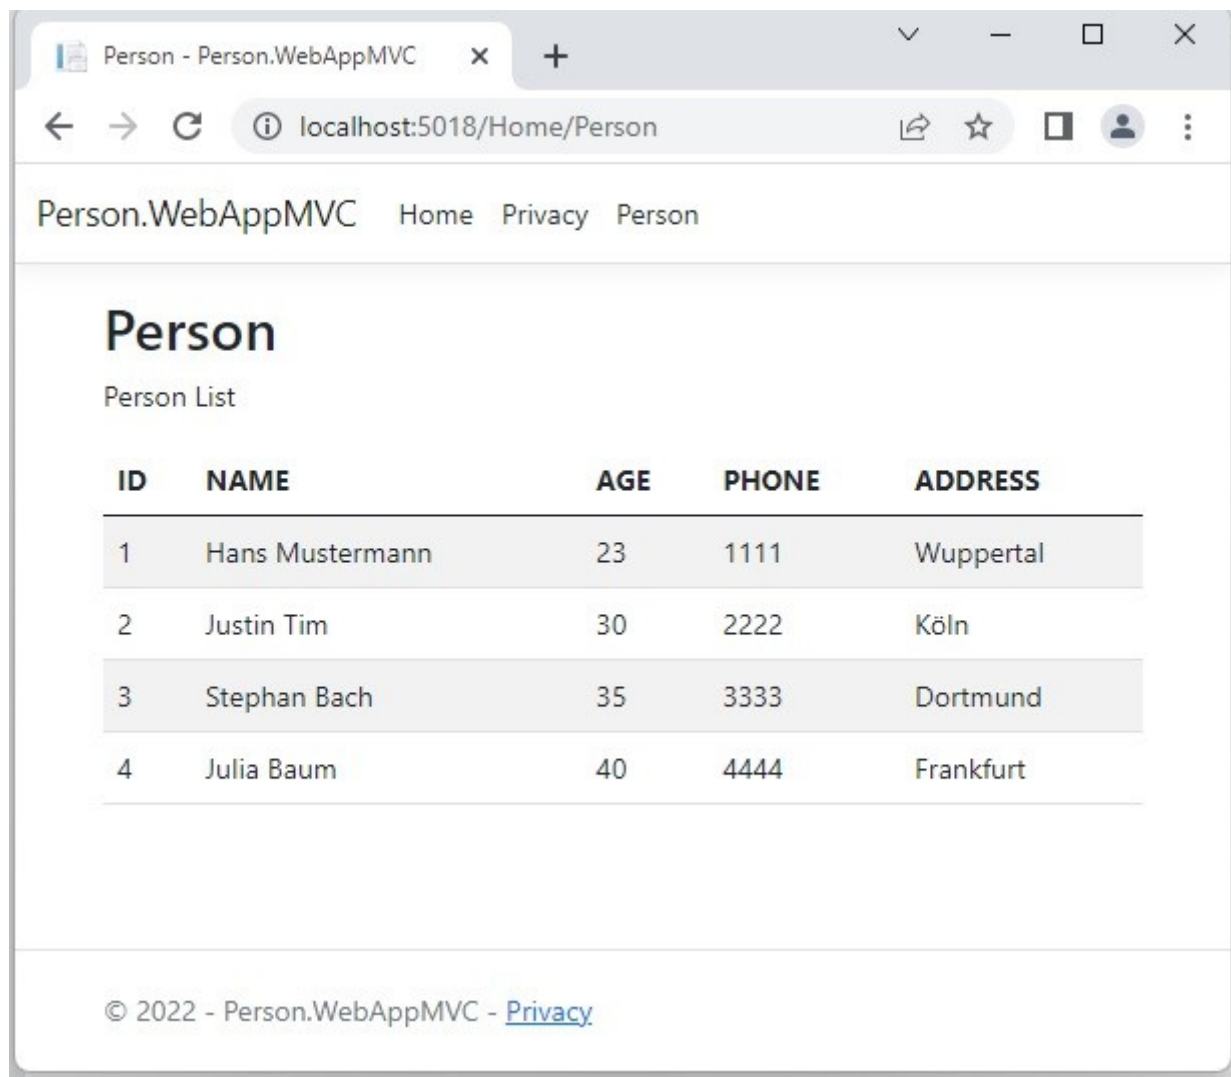 Person - Person.WebAppMVC
localhost:5018/Home/Person
Person.WebAppMVC Home Privacy Person
Person
Person List
ID NAME AGE PHONE ADDRESS
1 Hans Mustermann 23 1111 Wuppertal
2 Justin Tim 30 2222 Köln
3 Stephan Bach 35 3333 Dortmund
4 Julia Baum 40 4444 Frankfurt
© 2022 - Person.WebAppMVC - Privacy